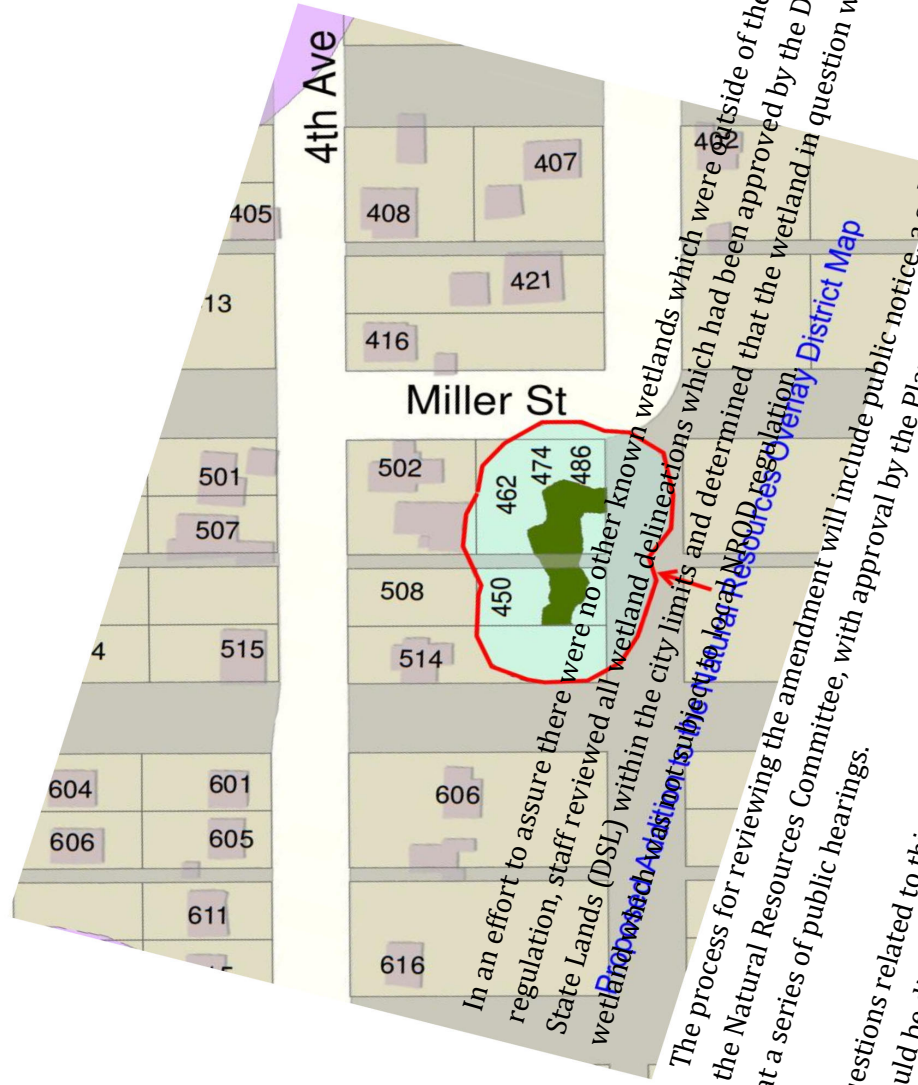 4th Ave
402
407
405
408
421
13
416
Miller St
501
502
462
474
486
507
508
450
4
515
514
604
601
606
606
605
611
616
Proposed Addition to the Natural Resources Overlay District Map
In an effort to assure there were no other known wetlands which were outside of the
regulation, staff reviewed all wetland delineations which had been approved by the D
State Lands (DSL) within the city limits and determined that the wetland in question w
wetland which was not subject to local NROD regulation.
The process for reviewing the amendment will include public notice, a
the Natural Resources Committee, with approval by the Pla
at a series of public hearings.
estions related to thi
uld be di